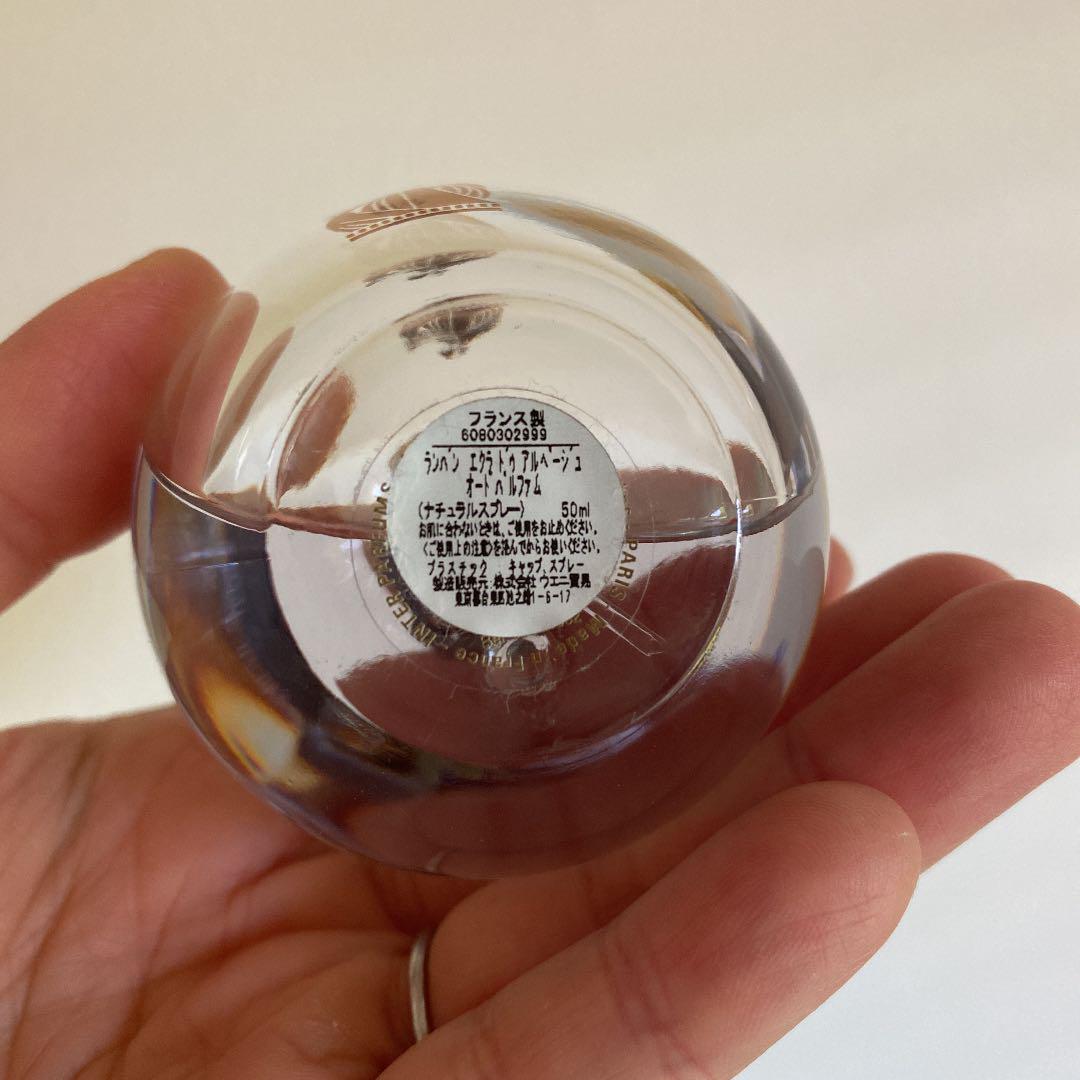 フランス製
6080302999
ランバン エクラ ドゥ アルページュ
オード パルファム
(ナチュラルスプレー) 50ml
お肌に合わないときは、ご使用をお止めください。
<ご使用上の注意>を読んでからお使いください。
プラスチック : キャップ、スプレー
製造販売元:株式会社 ウエニ貿易
東京都台東区池之端1-6-17
PARIS
Made in France - INTER PA